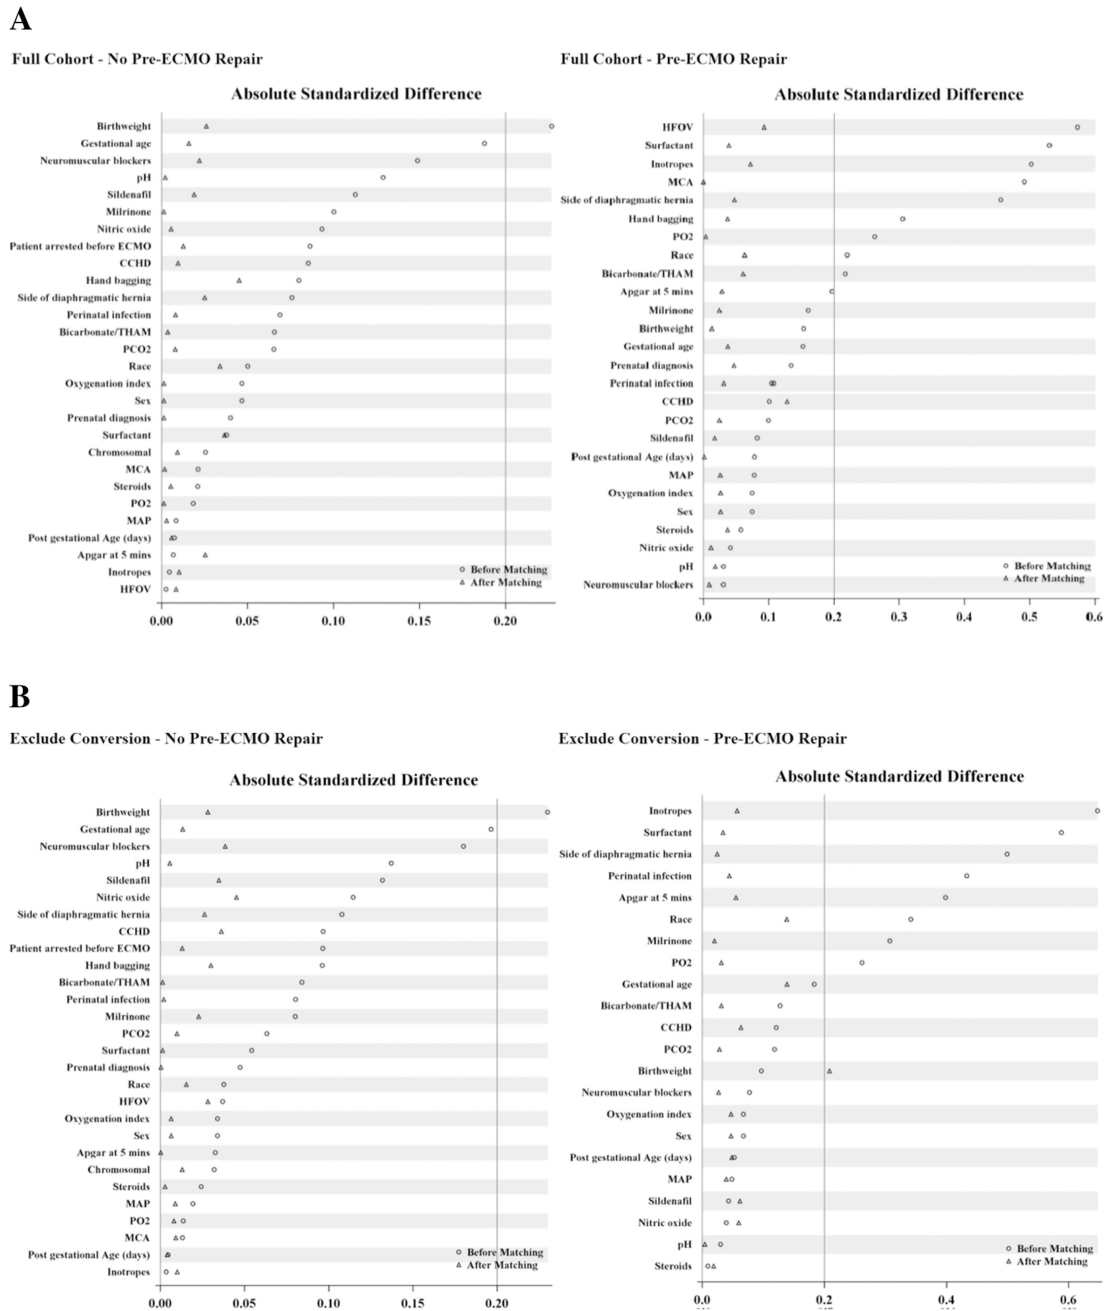 A
Full Cohort - No Pre-ECMO Repair
Absolute Standardized Difference
Birthweight
Gestational age
Neuromuscular blockers
pH
Sildenafil
Milrinone
Nitric oxide
Patient arrested before ECMO
CCHD
Hand bagging
Side of diaphragmatic hernia
Perinatal infection
Bicarbonate/THAM
PCO2
Race
Oxygenation index
Sex
Prenatal diagnosis
Surfactant
Chromosomal
MCA
Steroids
PO2
MAP
Post gestational Age (days)
Apgar at 5 mins
Inotropes
HFOV
Before Matching
After Matching
0.00 0.05 0.10 0.15 0.20
Full Cohort - Pre-ECMO Repair
Absolute Standardized Difference
HFOV
Surfactant
Inotropes
MCA
Side of diaphragmatic hernia
Hand bagging
PO2
Race
Bicarbonate/THAM
Apgar at 5 mins
Milrinone
Birthweight
Gestational age
Prenatal diagnosis
Perinatal infection
CCHD
PCO2
Sildenafil
Post gestational Age (days)
MAP
Oxygenation index
Sex
Steroids
Nitric oxide
pH
Neuromuscular blockers
Before Matching
After Matching
0.0 0.1 0.2 0.3 0.4 0.5 0.6
B
Exclude Conversion - No Pre-ECMO Repair
Absolute Standardized Difference
Birthweight
Gestational age
Neuromuscular blockers
pH
Sildenafil
Nitric oxide
Side of diaphragmatic hernia
CCHD
Patient arrested before ECMO
Hand bagging
Bicarbonate/THAM
Perinatal infection
Milrinone
PCO2
Surfactant
Prenatal diagnosis
Race
HFOV
Oxygenation index
Sex
Apgar at 5 mins
Chromosomal
Steroids
MAP
PO2
MCA
Post gestational Age (days)
Inotropes
Before Matching
After Matching
0.00 0.05 0.10 0.15 0.20
Exclude Conversion - Pre-ECMO Repair
Absolute Standardized Difference
Inotropes
Surfactant
Side of diaphragmatic hernia
Perinatal infection
Apgar at 5 mins
Race
Milrinone
PO2
Gestational age
Bicarbonate/THAM
CCHD
PCO2
Birthweight
Neuromuscular blockers
Oxygenation index
Sex
Post gestational Age (days)
MAP
Sildenafil
Nitric oxide
pH
Steroids
Before Matching
After Matching
0.0 0.2 0.4 0.6